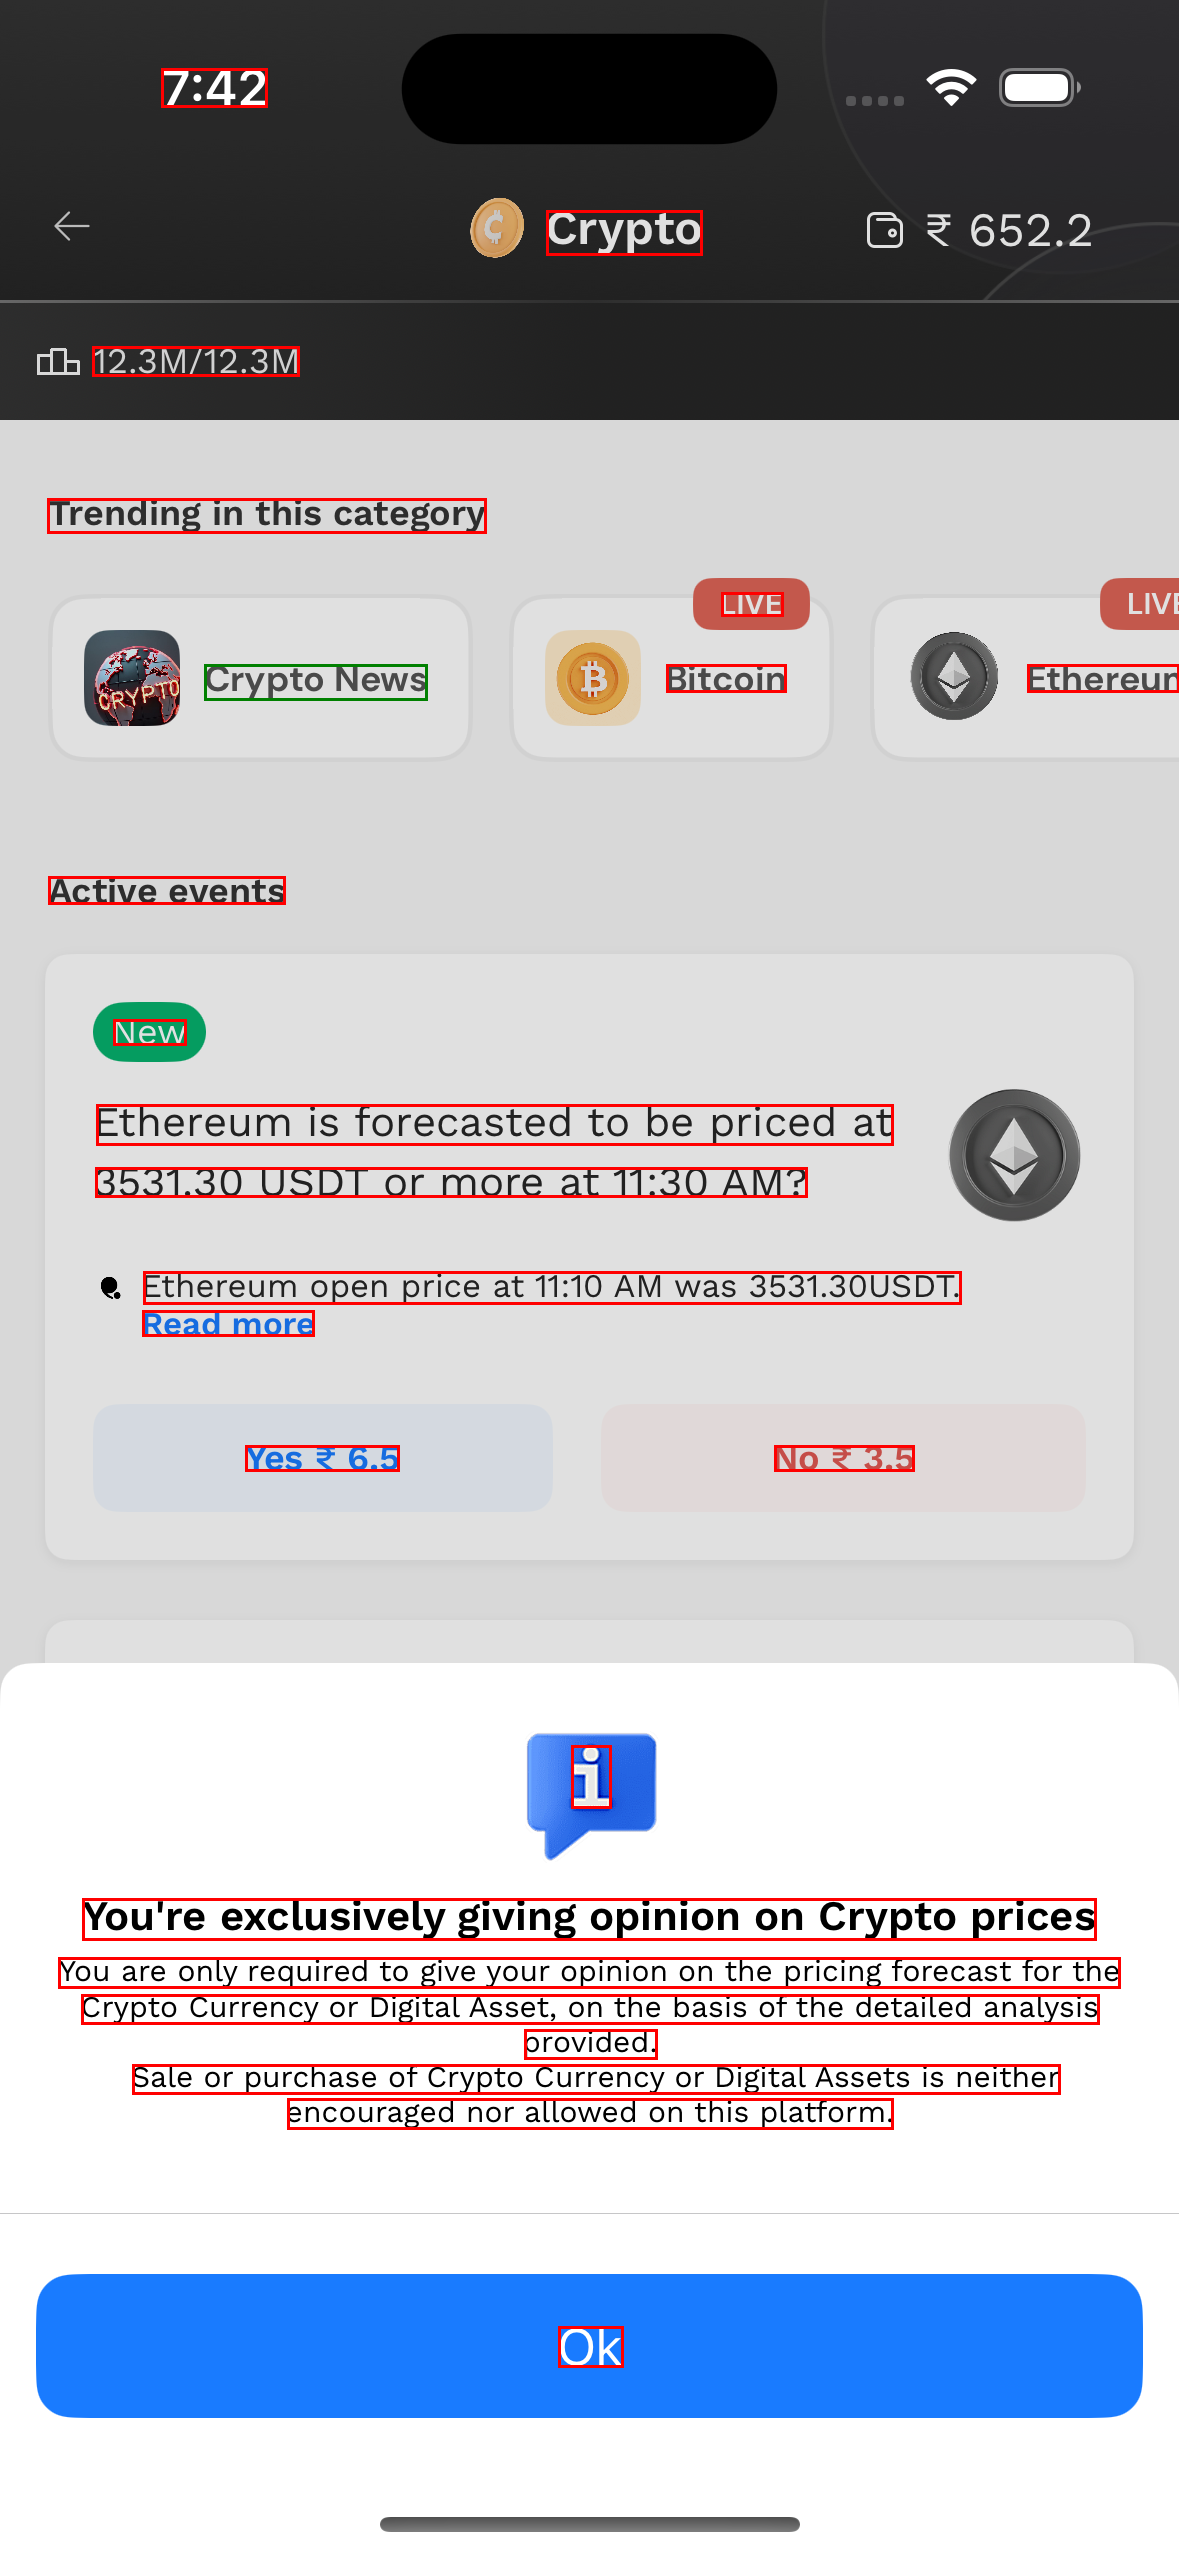 7:42
Crypto
₹ 652.2
12.3M/12.3M
Trending in this category
LIVE
LIVE
CRYPTO
Crypto News
Bitcoin
Ethereum
Active events
New
Ethereum is forecasted to be priced at
3531.30 USDT or more at 11:30 AM?
Ethereum open price at 11:10 AM was 3531.30USDT.
Read more
Yes ₹ 6.5
No ₹ 3.5
i
You're exclusively giving opinion on Crypto prices
You are only required to give your opinion on the pricing forecast for the
Crypto Currency or Digital Asset, on the basis of the detailed analysis
provided.
Sale or purchase of Crypto Currency or Digital Assets is neither
encouraged nor allowed on this platform.
Ok